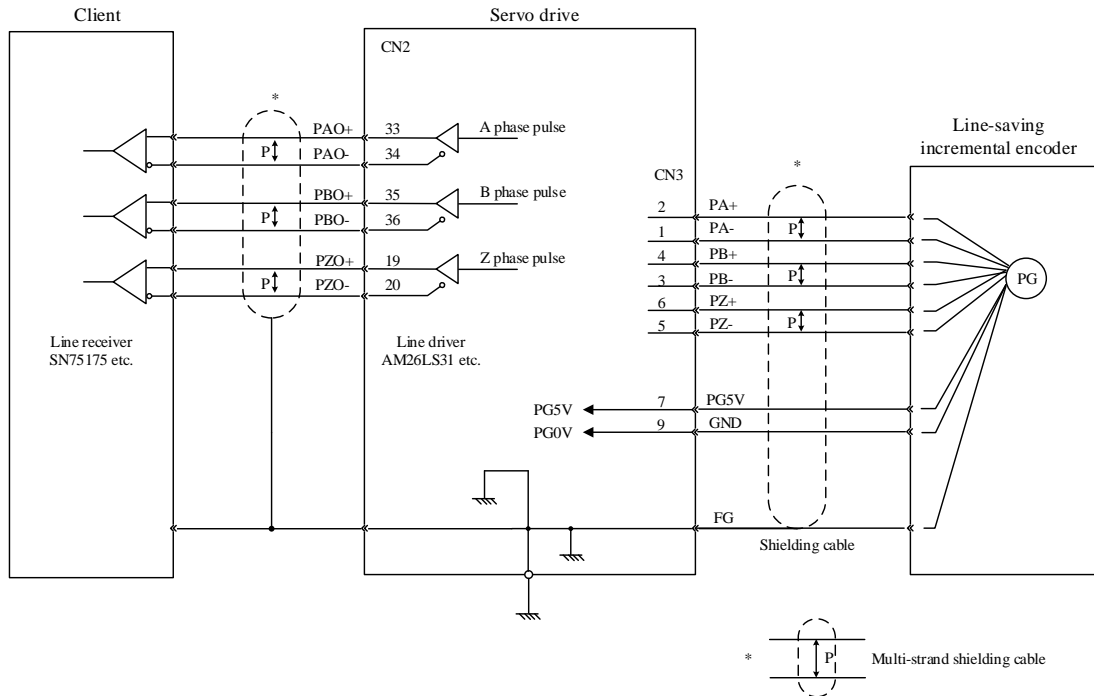 Client
Servo drive
CN2
*
PAO+ 33 A phase pulse
P
PAO- 34
PBO+ 35 B phase pulse
P
PBO- 36
PZO+ 19 Z phase pulse
P
PZO- 20
Line receiver
SN75175 etc.
Line driver
AM26LS31 etc.
Line-saving
incremental encoder
*
CN3
2 PA+
P
1 PA-
4 PB+
P
3 PB-
6 PZ+
P
5 PZ-
PG
PG5V 7 PG5V
PG0V 9 GND
FG
Shielding cable
* P Multi-strand shielding cable